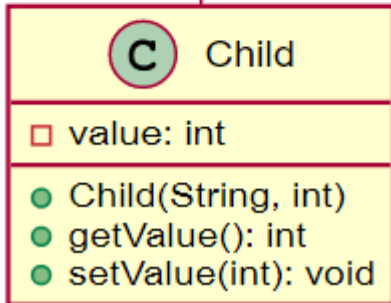 C Child
value: int
Child(String, int)
getValue(): int
setValue(int): void